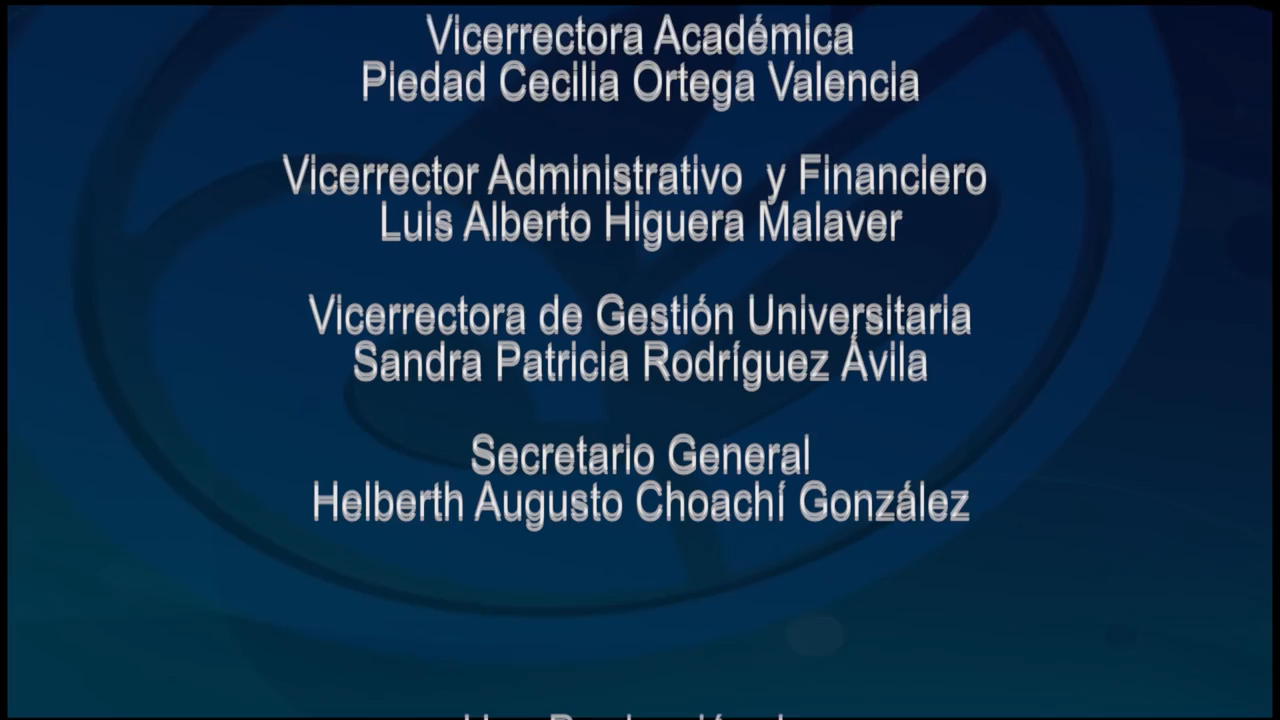 Vicerrectora Académica
Piedad Cecilia Ortega Valencia
Vicerrector Administrativo y Financiero
Luis Alberto Higuera Malaver
Vicerrectora de Gestión Universitaria
Sandra Patricia Rodríguez Ávila
Secretario General
Helberth Augusto Choachí González